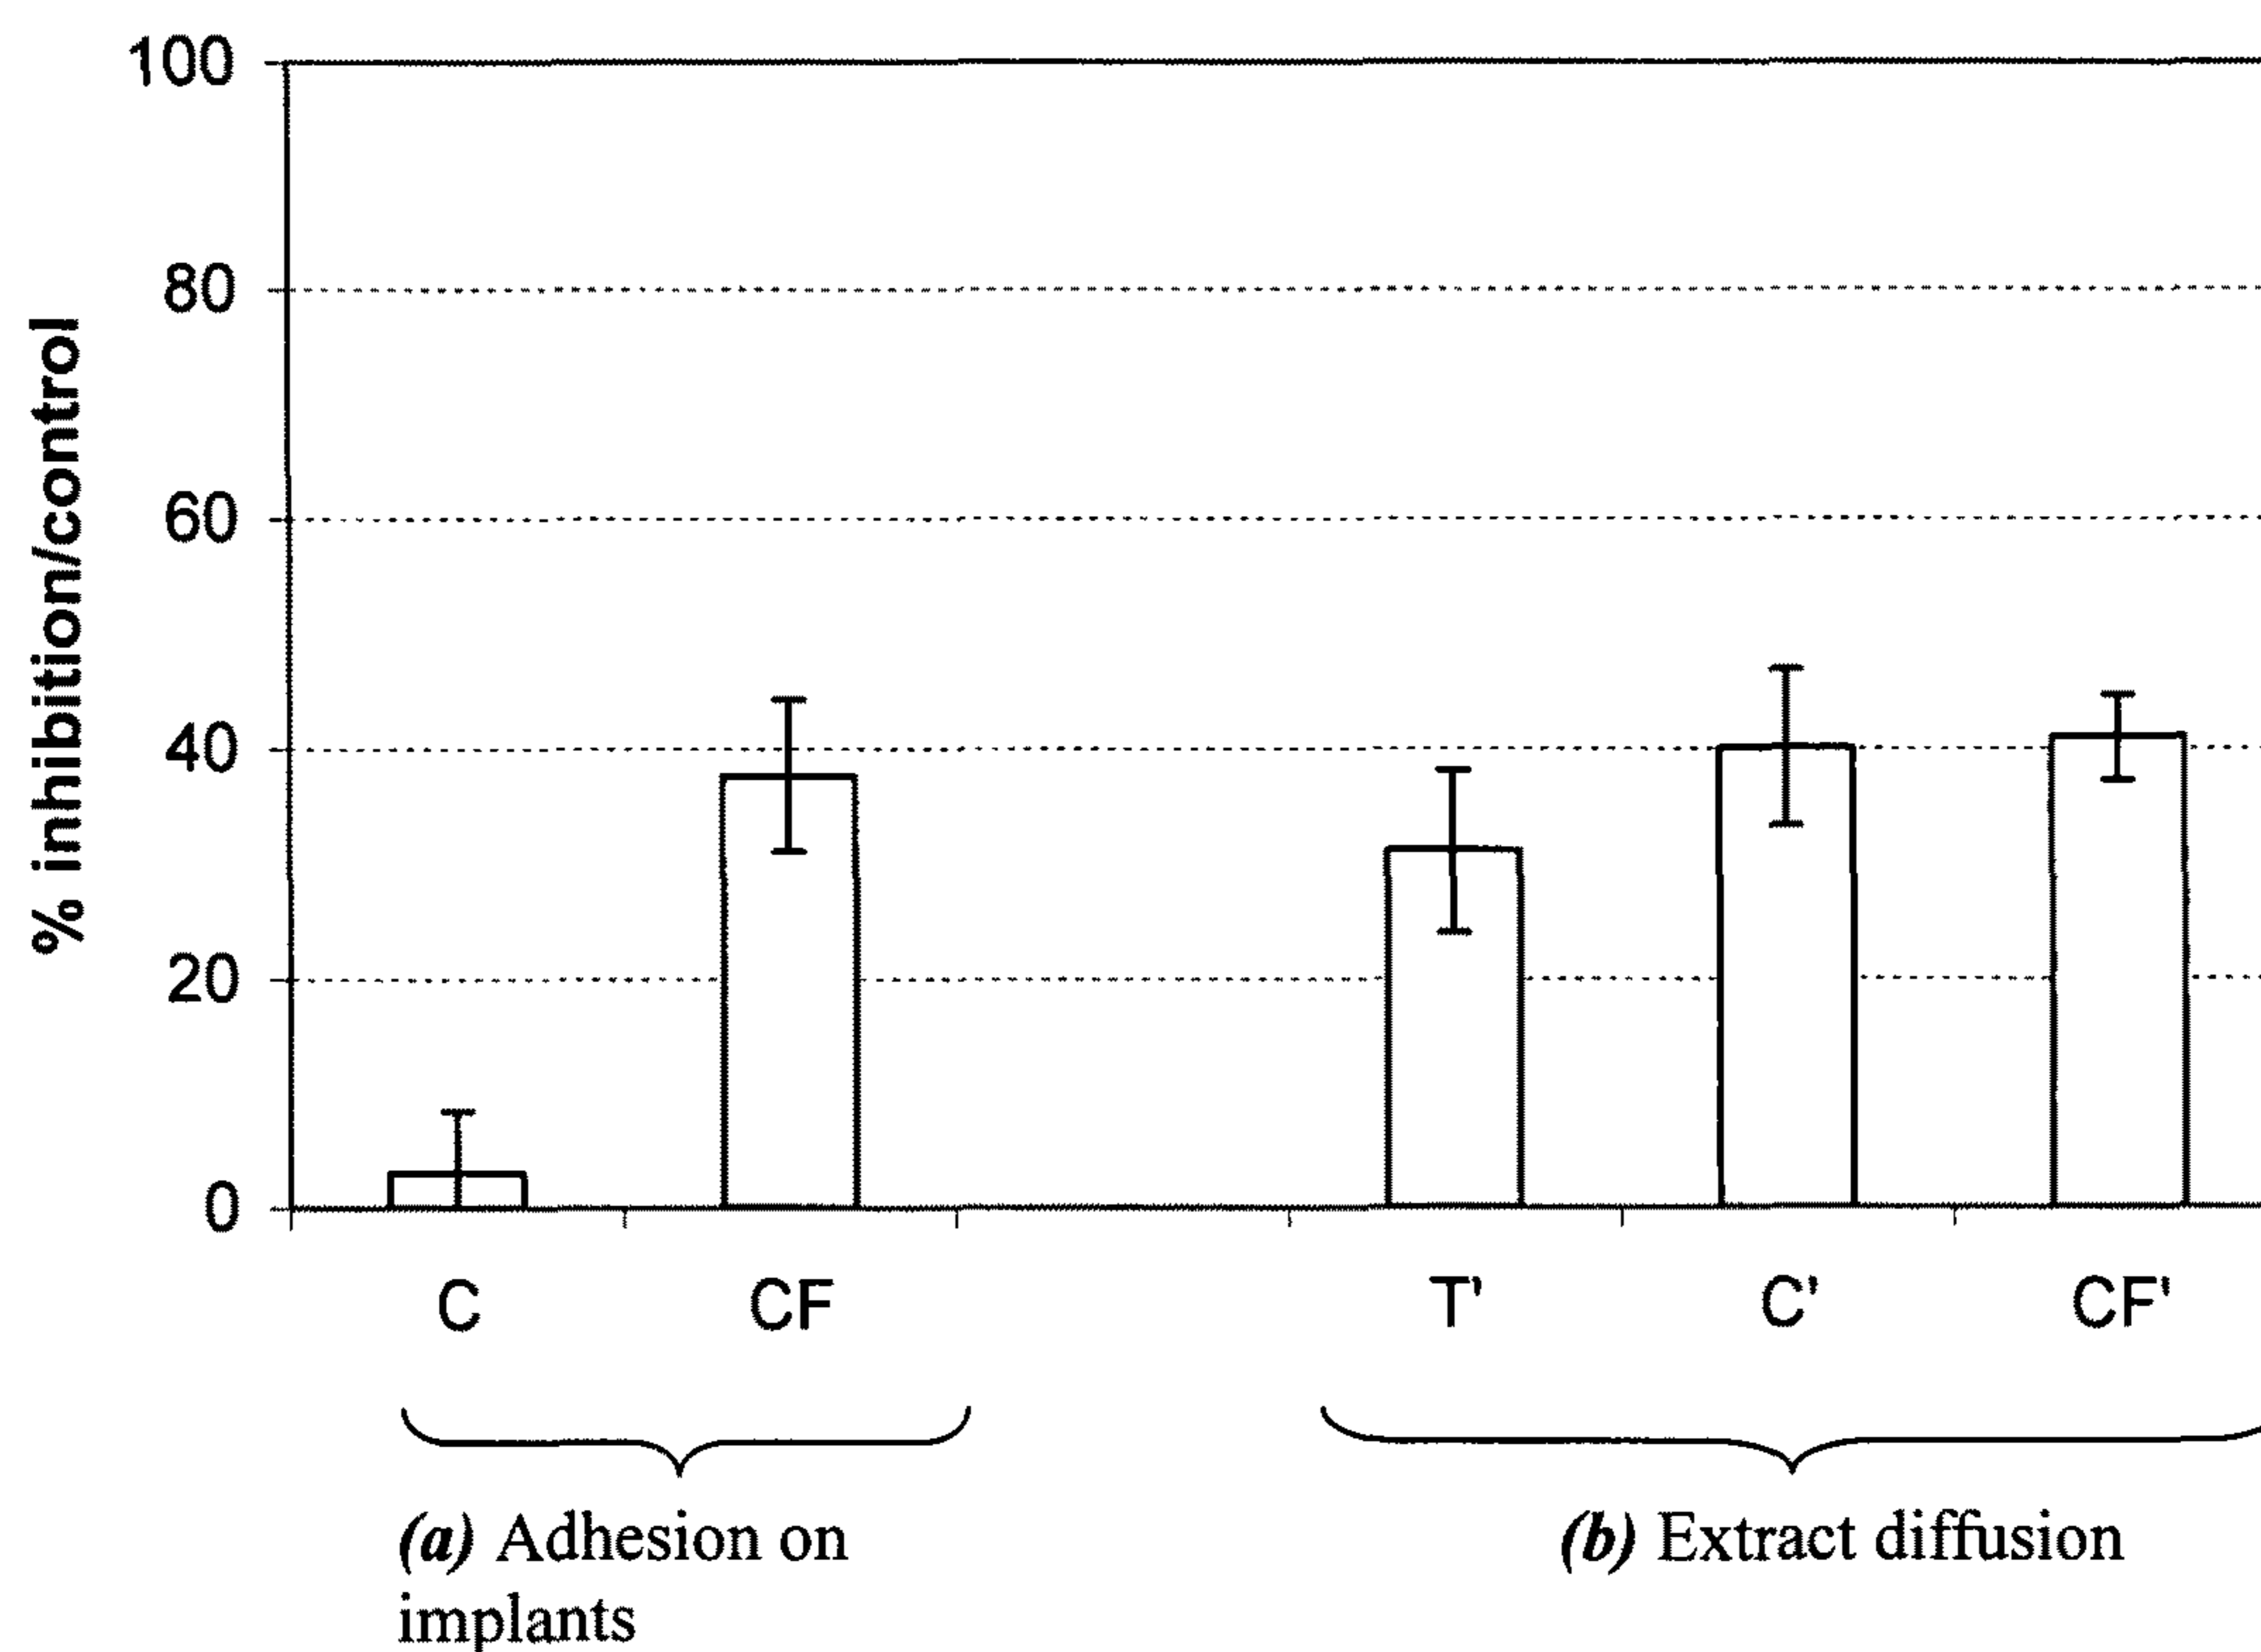 % inhibition/control
100
80
60
40
20
0
C CF T' C' CF'
(a) Adhesion on
implants
(b) Extract diffusion